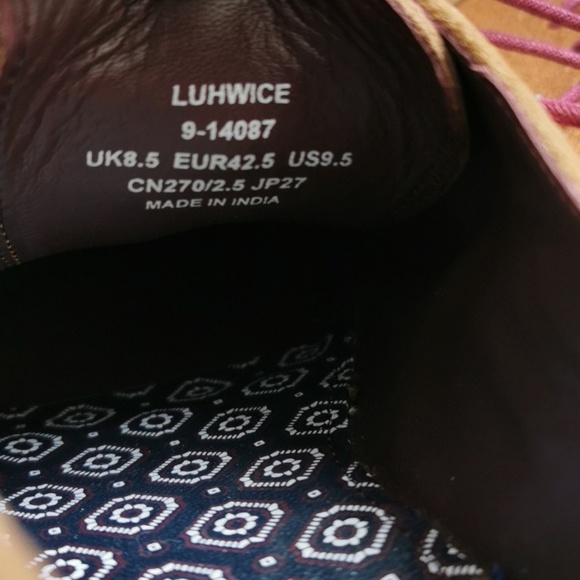 LUHWICE
9-14087
UK8.5 EUR42.5 US9.5
CN270/2.5 JP27
MADE IN INDIA